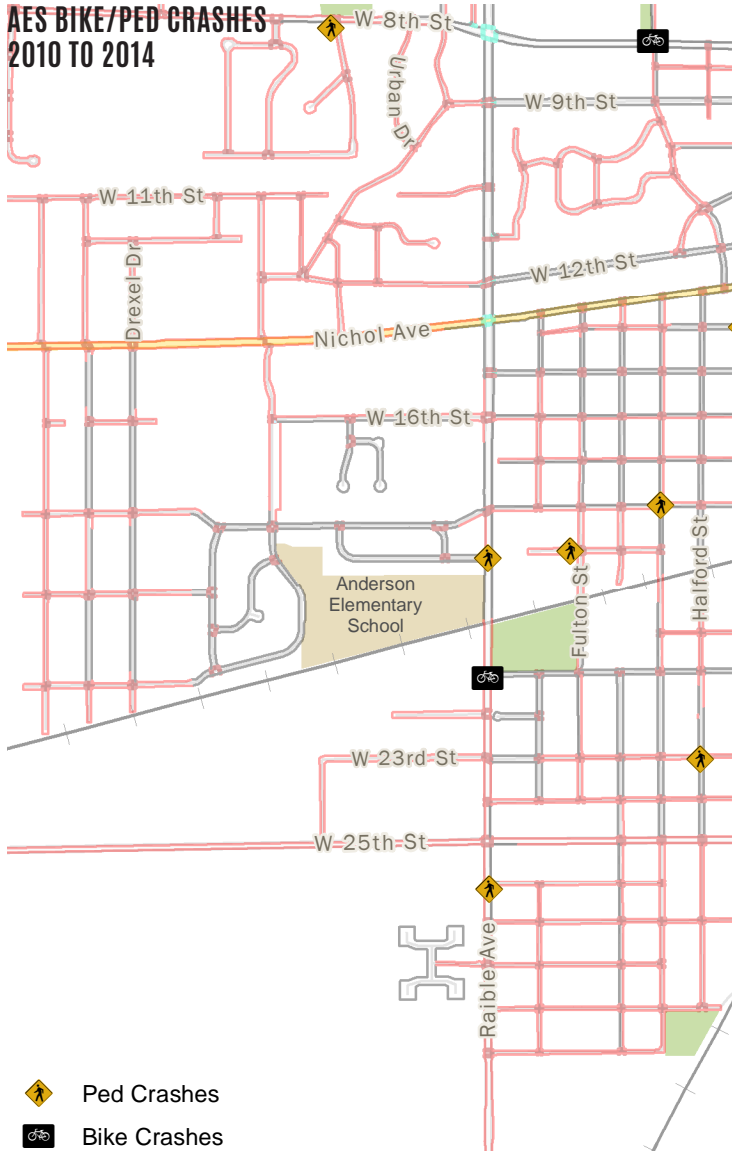 AES BIKE/PED CRASHES
2010 TO 2014
W 8th St
Urban Dr
W 9th St
W 11th St
Drexel Dr
W 12th St
Nichol Ave
W 16th St
Halford St
Anderson
Elementary
School
Fulton St
W 23rd St
W 25th St
Raible Ave
Ped Crashes
Bike Crashes